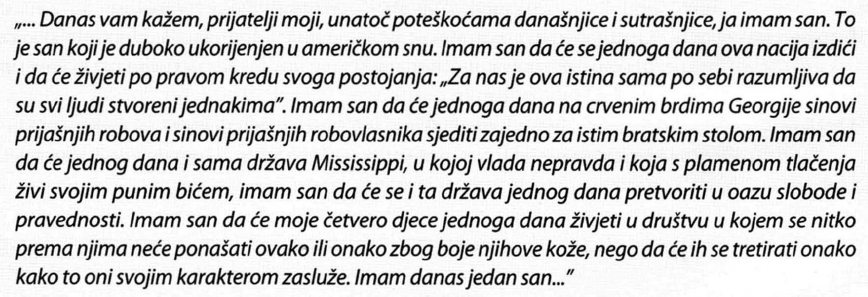 „... Danas vam kažem, prijatelji moji, unatoč poteškoćama današnjice i sutrašnjice, ja imam san. To
je san koji je duboko ukorijenjen u američkom snu. Imam san da će se jednoga dana ova nacija izdići
i da će živjeti po pravom kredu svoga postojanja: „Za nas je ova istina sama po sebi razumljiva da
su svi ljudi stvoreni jednakima”. Imam san da će jednoga dana na crvenim brdima Georgije sinovi
prijašnjih robova i sinovi prijašnjih robovlasnika sjediti zajedno za istim bratskim stolom. Imam san
da će jednog dana i sama država Mississippi, u kojoj vlada nepravda i koja s plamenom tlačenja
živi svojim punim bićem, imam san da će se i ta država jednog dana pretvoriti u oazu slobode i
pravednosti. Imam san da će moje četvero djece jednoga dana živjeti u društvu u kojem se nitko
prema njima neće ponašati ovako ili onako zbog boje njihove kože, nego da će ih se tretirati onako
kako to oni svojim karakterom zasluže. Imam danas jedan san...”